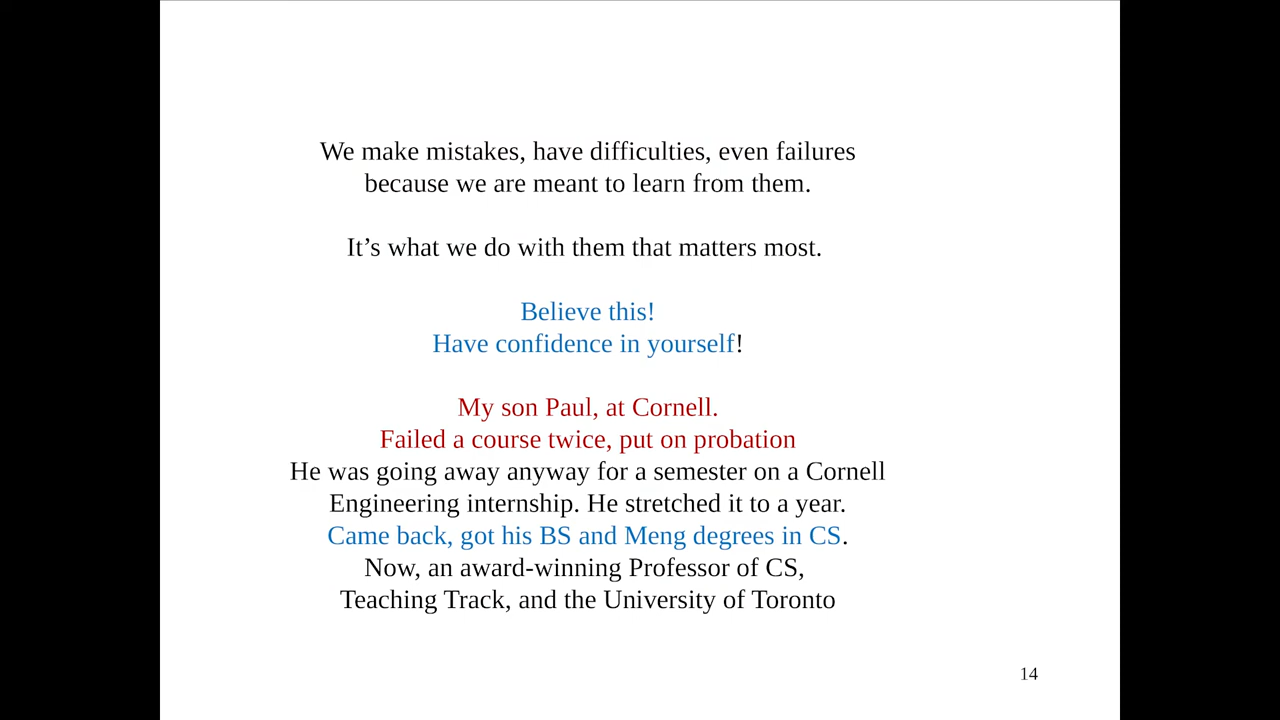 We make mistakes, have difficulties, even failures
because we are meant to learn from them.
It’s what we do with them that matters most.
Believe this!
Have confidence in yourself!
My son Paul, at Cornell.
Failed a course twice, put on probation
He was going away anyway for a semester on a Cornell
Engineering internship. He stretched it to a year.
Came back, got his BS and Meng degrees in CS.
Now, an award-winning Professor of CS,
Teaching Track, and the University of Toronto
14